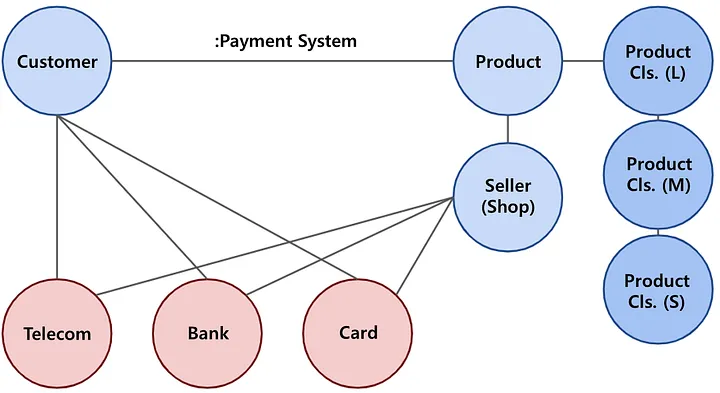 Customer
:Payment System
Product
Product
Cls. (L)
Seller
(Shop)
Product
Cls. (M)
Product
Cls. (S)
Telecom
Bank
Card